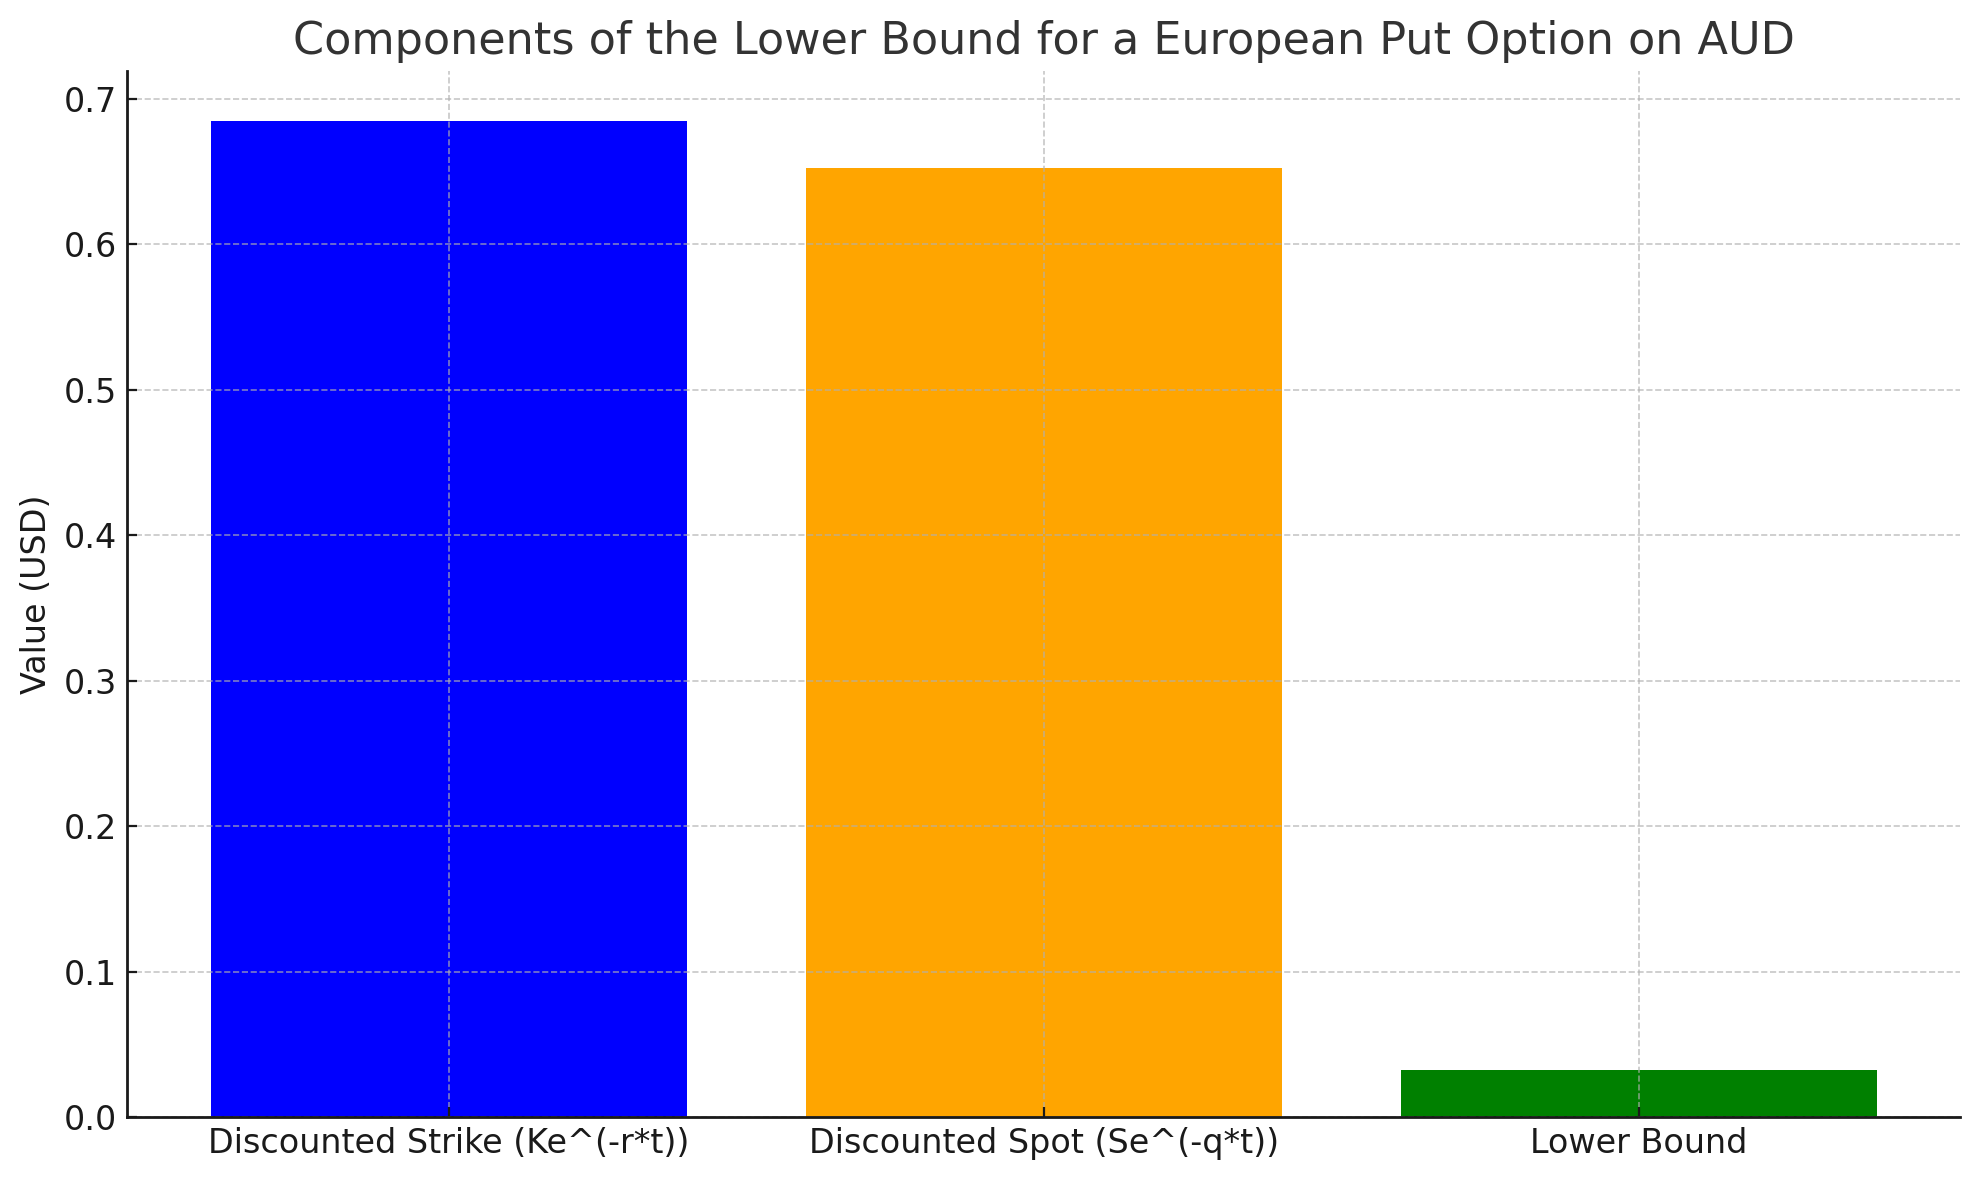 Components of the Lower Bound for a European Put Option on AUD
Value (USD)
0.7
0.6
0.5
0.4
0.3
0.2
0.1
0.0
Discounted Strike (Ke^(-r*t))
Discounted Spot (Se^(-q*t))
Lower Bound